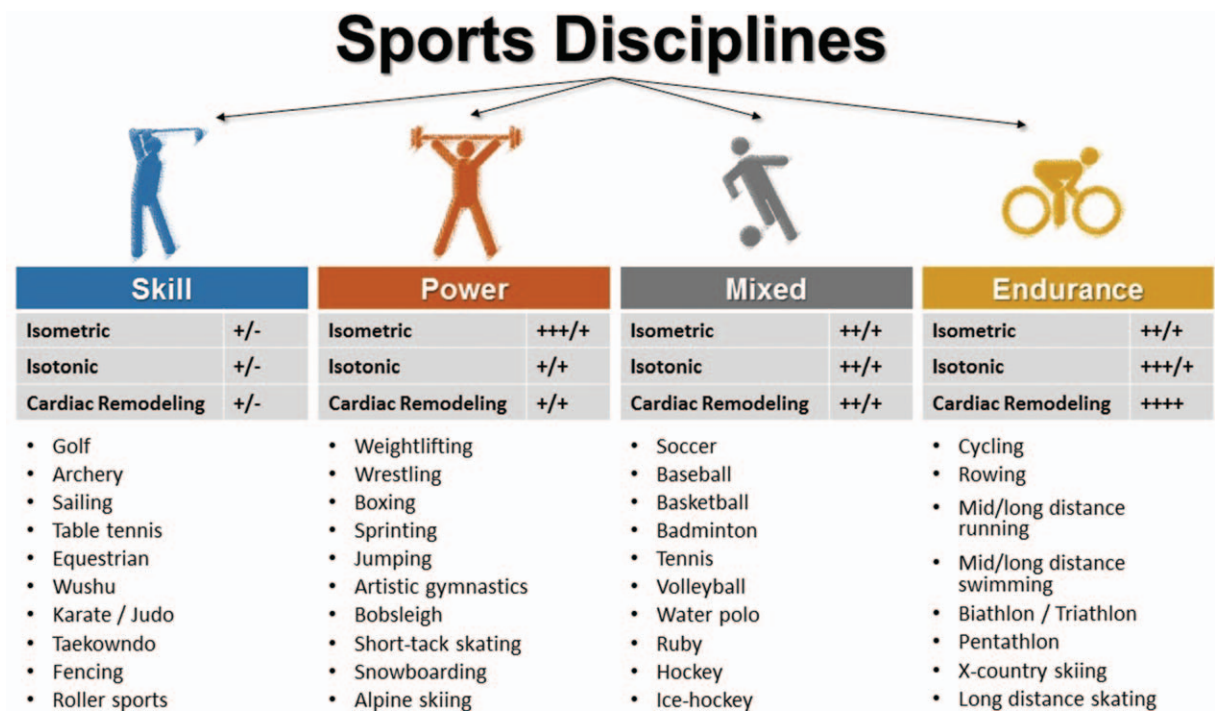 Sports Disciplines
Skill
Isometric +/-
Isotonic +/-
Cardiac Remodeling +/-
• Golf
• Archery
• Sailing
• Table tennis
• Equestrian
• Wushu
• Karate / Judo
• Taekowndo
• Fencing
• Roller sports
Power
Isometric +++/+
Isotonic +/+
Cardiac Remodeling +/+
• Weightlifting
• Wrestling
• Boxing
• Sprinting
• Jumping
• Artistic gymnastics
• Bobsleigh
• Short-tack skating
• Snowboarding
• Alpine skiing
Mixed
Isometric ++/+
Isotonic ++/+
Cardiac Remodeling ++/+
• Soccer
• Baseball
• Basketball
• Badminton
• Tennis
• Volleyball
• Water polo
• Ruby
• Hockey
• Ice-hockey
Endurance
Isometric ++/+
Isotonic +++/+
Cardiac Remodeling ++++
• Cycling
• Rowing
• Mid/long distance
running
• Mid/long distance
swimming
• Biathlon / Triathlon
• Pentathlon
• X-country skiing
• Long distance skating